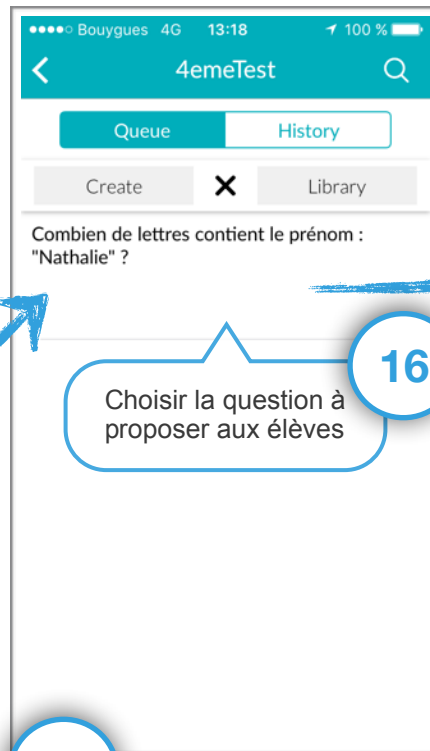 Bouygues 4G 13:18 100 %
4emeTest
Queue History
Create Library
Combien de lettres contient le prénom :
"Nathalie" ?
16
Choisir la question à
proposer aux élèves